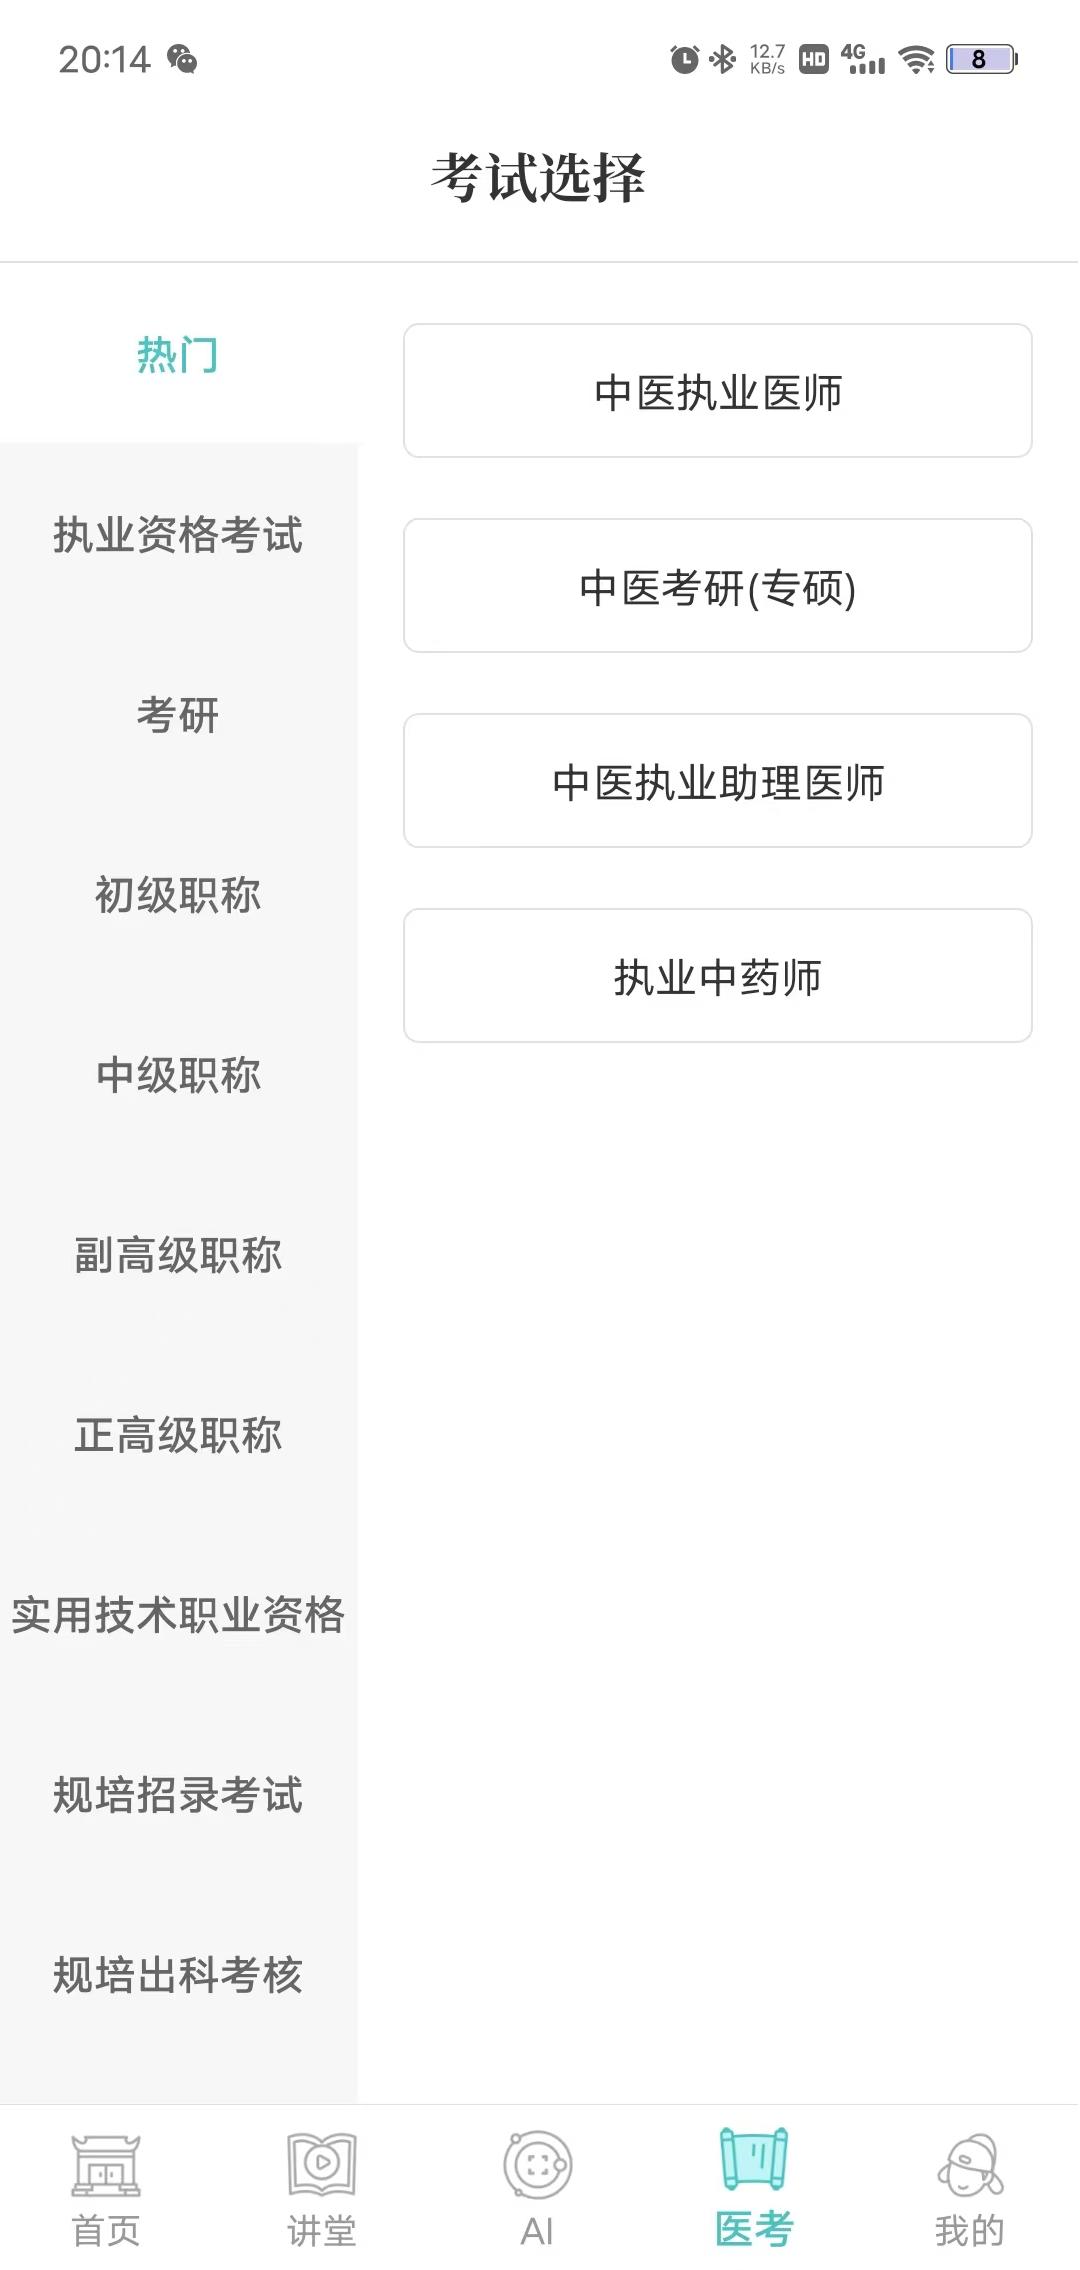 20:14
12.7
KB/s
HD
4G
8
考试选择
热门
执业资格考试
考研
初级职称
中级职称
副高级职称
正高级职称
实用技术职业资格
规培招录考试
规培出科考核
中医执业医师
中医考研(专硕)
中医执业助理医师
执业中药师
首页
讲堂
AI
医考
我的